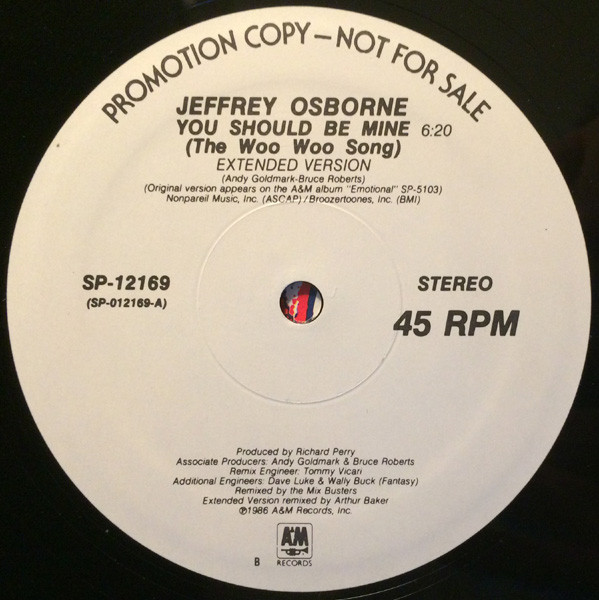 PROMOTION COPY—NOT FOR SALE
JEFFREY OSBORNE
YOU SHOULD BE MINE 6:20
(The Woo Woo Song)
EXTENDED VERSION
(Andy Goldmark-Bruce Roberts)
(Original version appears on the A&M album "Emotional" SP-5103)
Nonpareil Music, Inc. (ASCAP)/Broozertoones, Inc. (BMI)
SP-12169
(SP-012169-A)
STEREO
45 RPM
Produced by Richard Perry
Associate Producers: Andy Goldmark & Bruce Roberts
Remix Engineer: Tommy Vicari
Additional Engineers: Dave Luke & Wally Buck (Fantasy)
Remixed by the Mix Busters
Extended Version remixed by Arthur Baker
℗1986 A&M Records, Inc.
A&M
RECORDS
B